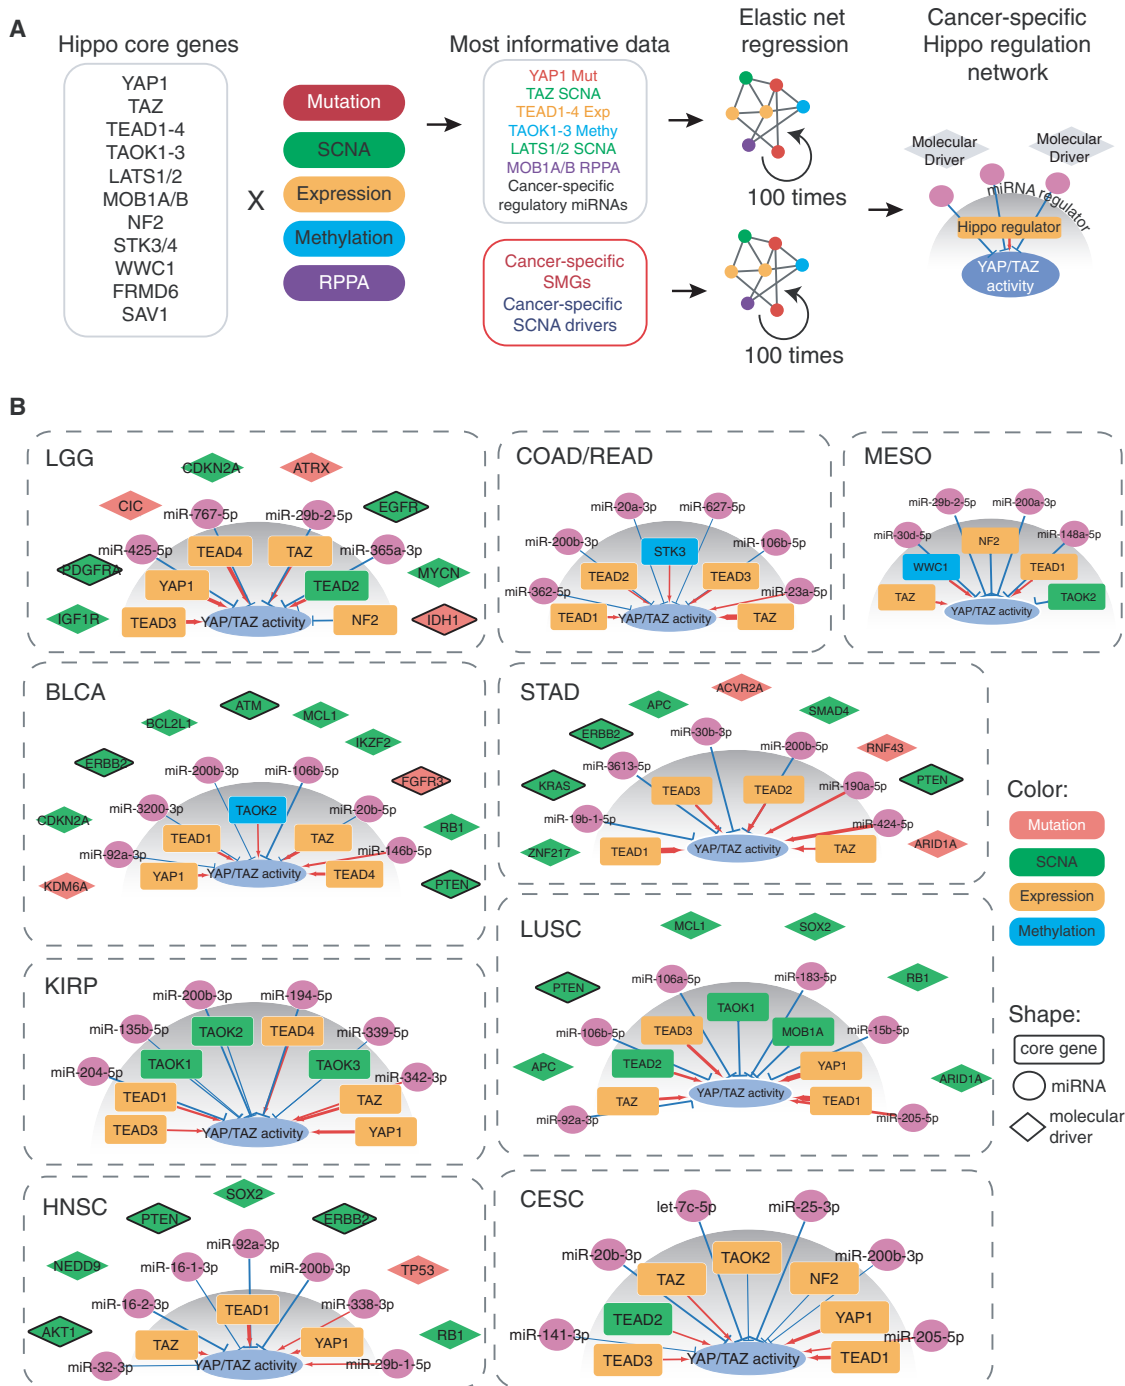 A
Hippo core genes
YAP1
TAZ
TEAD1-4
TAOK1-3
LATS1/2
MOB1A/B
NF2
STK3/4
WWC1
FRMD6
SAV1
X
Mutation
SCNA
Expression
Methylation
RPPA
Most informative data
YAP1 Mut
TAZ SCNA
TEAD1-4 Exp
TAOK1-3 Methy
LATS1/2 SCNA
MOB1A/B RPPA
Cancer-specific
regulatory miRNAs
Cancer-specific
SMGs
Cancer-specific
SCNA drivers
Elastic net
regression
100 times
100 times
Cancer-specific
Hippo regulation
network
Molecular
Driver
Molecular
Driver
miRNA regulator
Hippo regulator
YAP/TAZ
activity
B
LGG
CDKN2A
ATRX
CIC
miR-767-5p
miR-29b-2-5p
EGFR
miR-425-5p
TEAD4
TAZ
miR-365a-3p
PDGFRA
YAP1
TEAD2
MYCN
IGF1R
TEAD3
YAP/TAZ activity
NF2
IDH1
COAD/READ
miR-20a-3p
miR-627-5p
miR-200b-3p
STK3
miR-106b-5p
TEAD2
TEAD3
miR-362-5p
miR-23a-5p
TEAD1
YAP/TAZ activity
TAZ
MESO
miR-29b-2-5p
miR-200a-3p
miR-30d-5p
NF2
miR-148a-5p
WWC1
TEAD1
TAZ
YAP/TAZ activity
TAOK2
BLCA
ATM
BCL2L1
MCL1
IKZF2
ERBB2
miR-200b-3p
miR-106b-5p
FGFR3
miR-3200-3p
TAOK2
miR-20b-5p
CDKN2A
TEAD1
TAZ
RB1
miR-92a-3p
miR-146b-5p
KDM6A
YAP1
YAP/TAZ activity
TEAD4
PTEN
STAD
ACVR2A
APC
SMAD4
ERBB2
miR-30b-3p
miR-200b-5p
RNF43
miR-3613-5p
KRAS
TEAD3
TEAD2
miR-190a-5p
PTEN
miR-19b-1-5p
miR-424-5p
ZNF217
TEAD1
YAP/TAZ activity
TAZ
ARID1A
Color:
Mutation
SCNA
Expression
Methylation
Shape:
core gene
miRNA
molecular
driver
KIRP
miR-200b-3p
miR-194-5p
miR-135b-5p
TAOK2
TEAD4
miR-339-5p
TAOK1
TAOK3
miR-204-5p
miR-342-3p
TEAD1
TAZ
TEAD3
YAP/TAZ activity
YAP1
LUSC
MCL1
SOX2
miR-106a-5p
miR-183-5p
RB1
PTEN
TAOK1
miR-106b-5p
TEAD3
MOB1A
miR-15b-5p
APC
TEAD2
YAP1
ARID1A
TAZ
YAP/TAZ activity
TEAD1
miR-92a-3p
miR-205-5p
HNSC
SOX2
PTEN
ERBB2
miR-92a-3p
NEDD9
miR-16-1-3p
miR-200b-3p
TP53
miR-16-2-3p
TEAD1
miR-338-3p
AKT1
TAZ
YAP1
RB1
miR-32-3p
YAP/TAZ activity
miR-29b-1-5p
CESC
let-7c-5p
miR-25-3p
miR-20b-3p
TAOK2
miR-200b-3p
TAZ
NF2
TEAD2
YAP1
miR-141-3p
miR-205-5p
TEAD3
YAP/TAZ activity
TEAD1